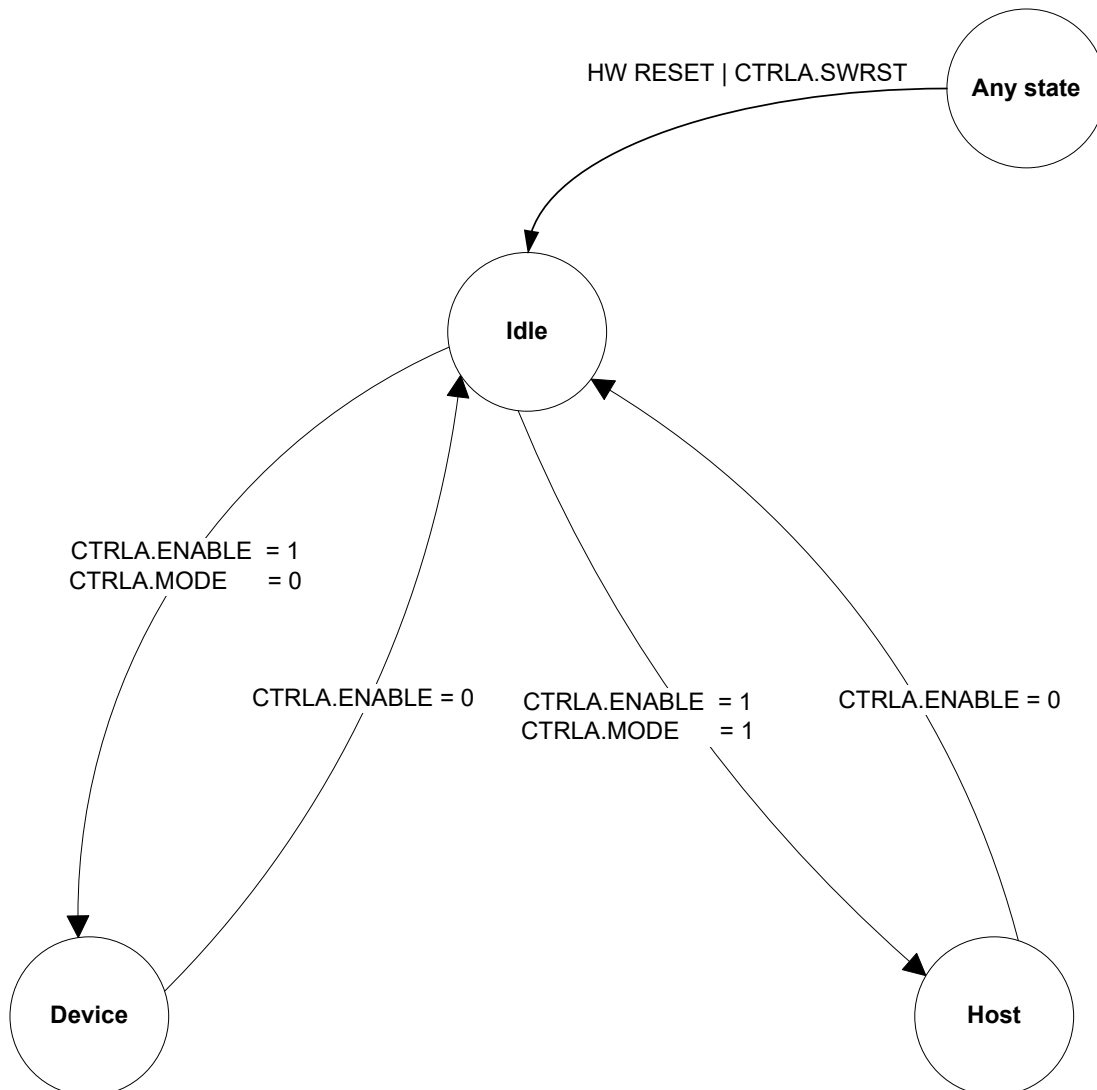 HW RESET | CTRLA.SWRST
Any state
Idle
CTRLA.ENABLE = 1
CTRLA.MODE = 0
CTRLA.ENABLE = 0
CTRLA.ENABLE = 1
CTRLA.MODE = 1
CTRLA.ENABLE = 0
Device
Host